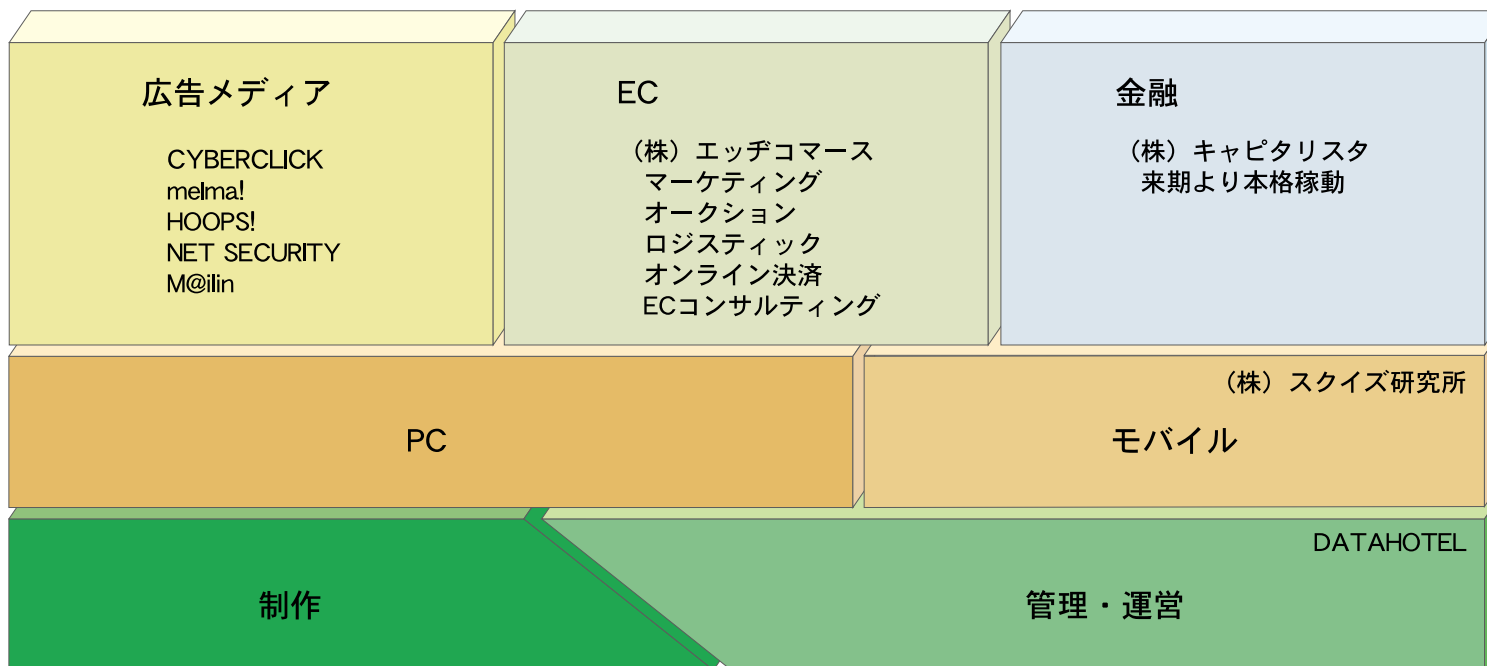 広告メディア
CYBERCLICK
melma!
HOOPS!
NET SECURITY
M@ilin
EC
（株）エッヂコマース
マーケティング
オークション
ロジスティック
オンライン決済
ECコンサルティング
金融
（株）キャピタリスタ
来期より本格稼動
PC
（株）スクイズ研究所
モバイル
制作
DATAHOTEL
管理・運営